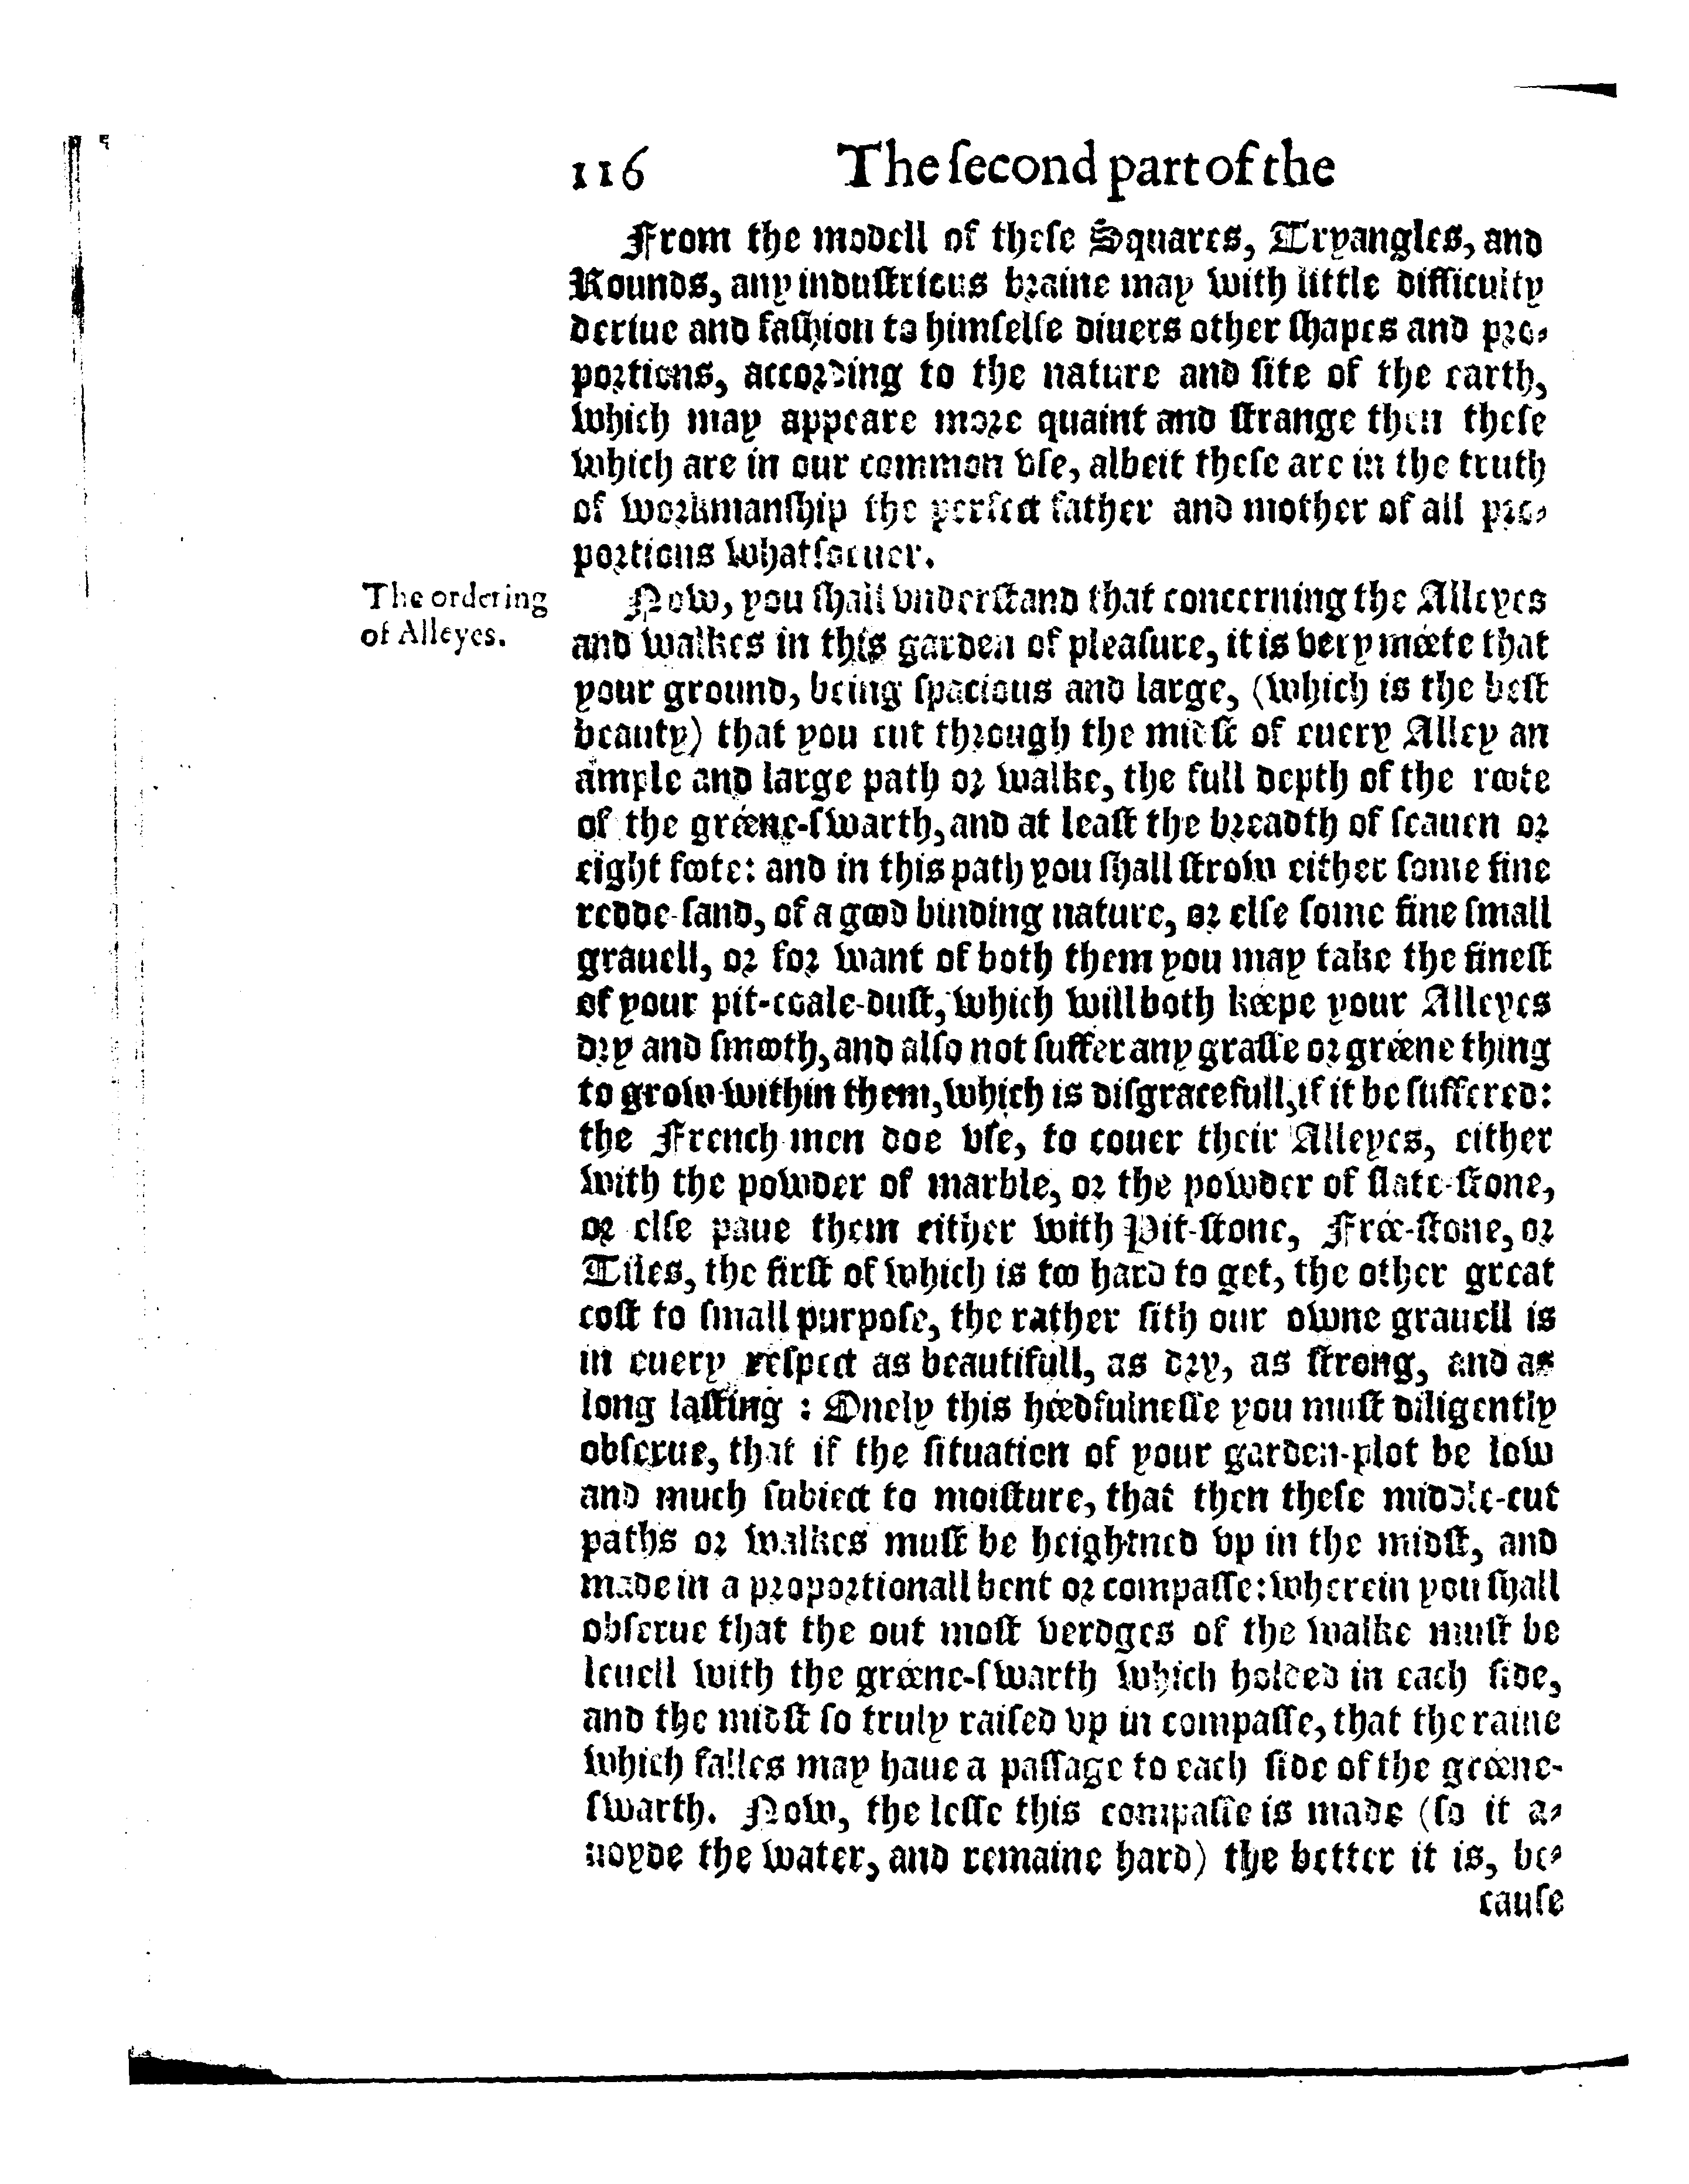 116 The ſecond part of the
From the modell of theſe Squares, Tryangles, and
Rounds, any induſtrious braine may with little difficulty
deriue and faſhion to himſelfe diuers other ſhapes and pro-
portions, according to the nature and ſite of the earth,
which may appeare more quaint and ſtrange then theſe
which are in our common vſe, albeit theſe are in the truth
of workmanſhip the perfect father and mother of all pro-
portions whatſoeuer.
The ordering
of Alleyes.
Now, you ſhall vnderſtand that concerning the Alleyes
and walkes in this garden of pleaſure, it is very méete that
your ground, being ſpacious and large, (which is the beſt
beauty) that you cut through the midſt of euery Alley an
ample and large path or walke, the full depth of the roote
of the gréene-ſwarth, and at leaſt the breadth of ſeauen or
eight foote: and in this path you ſhall ſtrow either ſome fine
redde-ſand, of a good binding nature, or elſe ſome fine ſmall
grauell, or for want of both them you may take the fineſt
of your pit-coale-duſt, which will both kéepe your Alleyes
dry and ſmooth, and alſo not ſuffer any graſſe or gréene thing
to grow within them, which is diſgracefull, if it be ſuffered:
the French-men doe vſe, to couer their Alleyes, either
with the powder of marble, or the powder of ſlate-ſtone,
or elſe paue them either with Pit-ſtone, Frée-ſtone, or
Tiles, the firſt of which is too hard to get, the other great
coſt to ſmall purpoſe, the rather ſith our owne grauell is
in euery reſpect as beautifull, as dry, as ſtrong, and as
long laſting : Onely this héedfulneſſe you muſt diligently
obſerue, that if the ſituation of your garden-plot be low
and much ſubiect to moiſture, that then theſe middle-cut
paths or walkes muſt be heightned vp in the midſt, and
made in a proportionall bent or compaſſe: wherein you ſhall
obſerue that the out moſt verdges of the walke muſt be
leuell with the gréene-ſwarth which holded in each ſide,
and the midſt ſo truly raiſed vp in compaſſe, that the raine
which falles may haue a paſſage to each ſide of the gréene-
ſwarth. Now, the leſſe this compaſſe is made (ſo it a-
uoyde the water, and remaine hard) the better it is, be-
cauſe